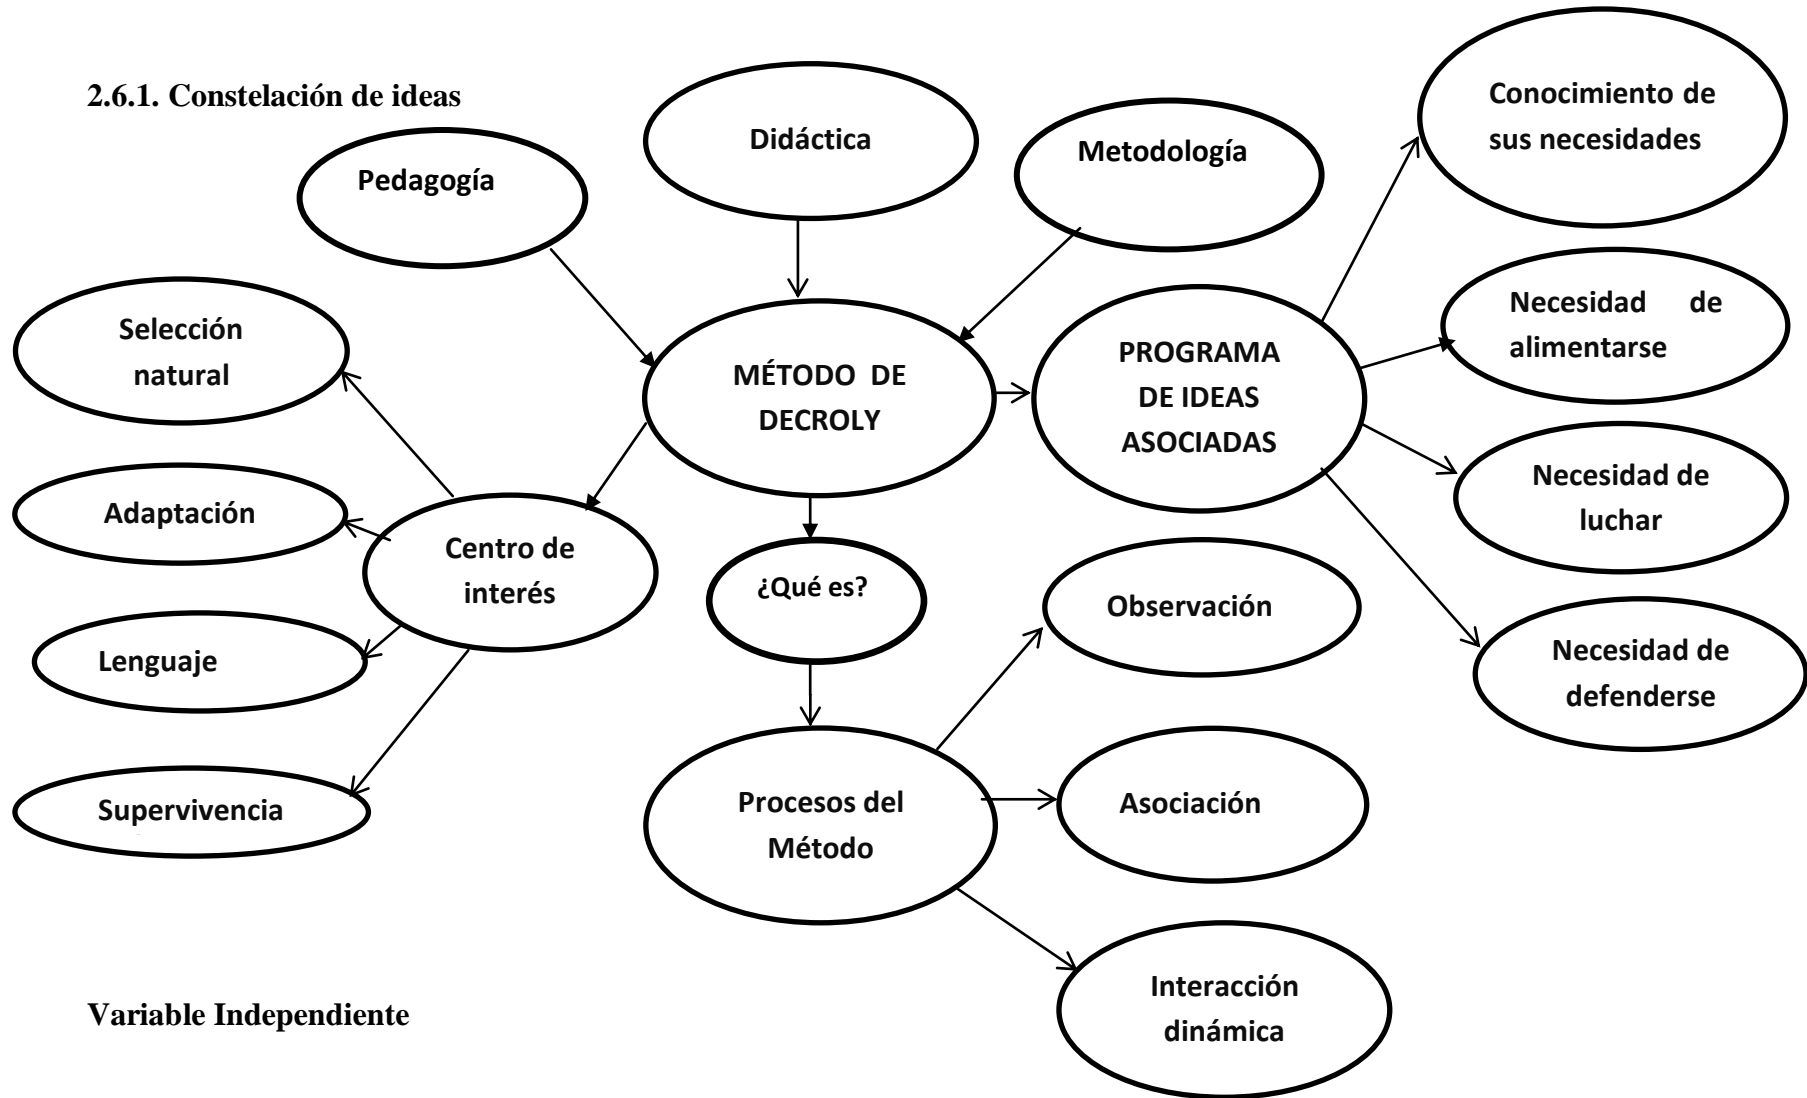 2.6.1. Constelación de ideas
Pedagogía
Didáctica
Metodología
Conocimiento de
sus necesidades
Selección
natural
MÉTODO DE
DECROLY
PROGRAMA
DE IDEAS
ASOCIADAS
Necesidad de
alimentarse
Adaptación
Centro de
interés
¿Qué es?
Necesidad de
luchar
Lenguaje
Observación
Necesidad de
defenderse
Supervivencia
Procesos del
Método
Asociación
Interacción
dinámica
Variable Independiente